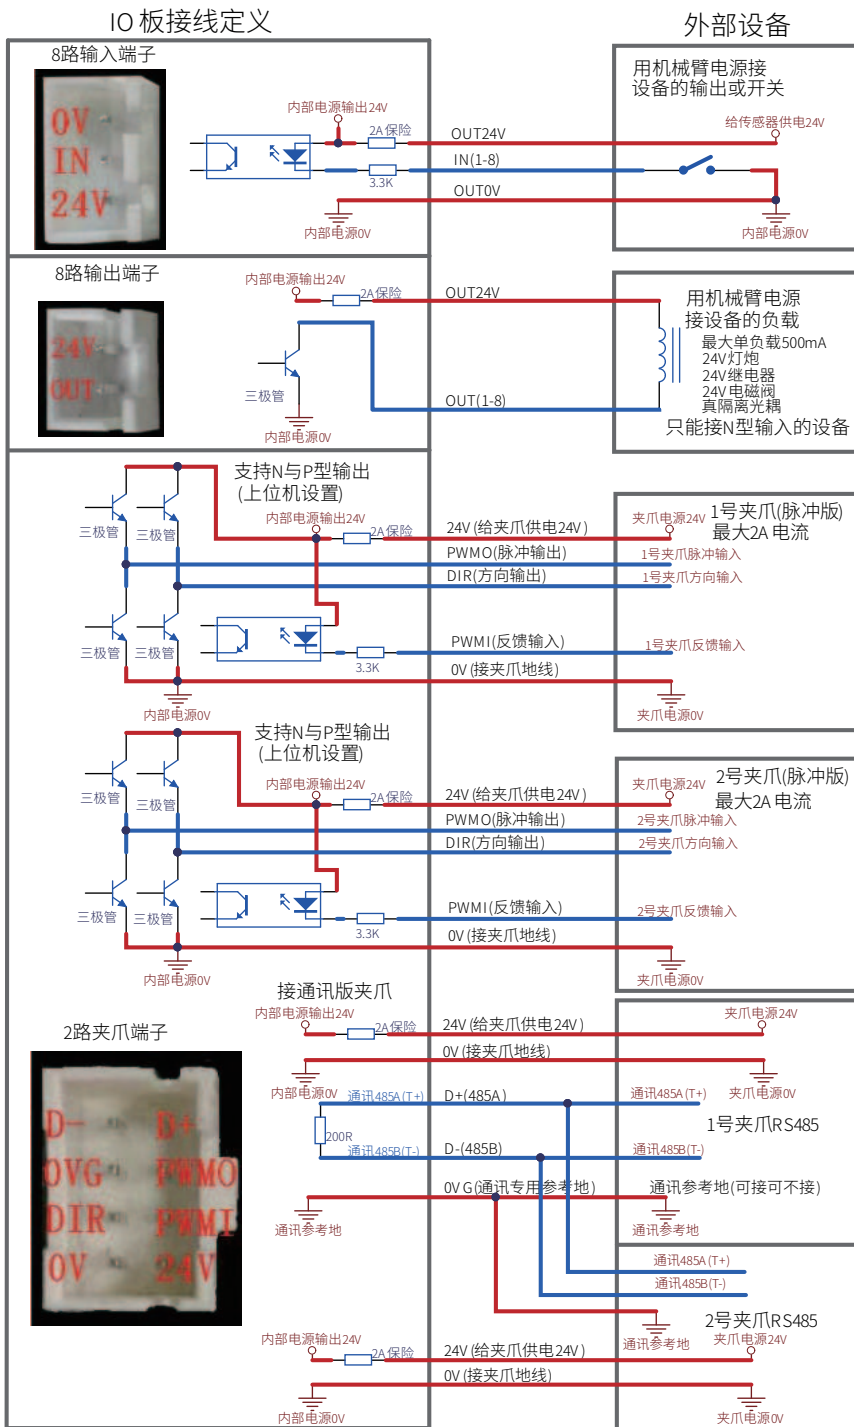 IO 板接线定义
外部设备
8路输入端子
0V
IN
24V
内部电源输出24V
2A保险
3.3K
内部电源0V
OUT24V
IN(1-8)
OUT0V
用机械臂电源接
设备的输出或开关
给传感器供电24V
内部电源0V
8路输出端子
24V
OUT
内部电源输出24V
2A保险
三极管
内部电源0V
OUT24V
OUT(1-8)
用机械臂电源
接设备的负载
最大单负载500mA
24V灯炮
24V继电器
24V电磁阀
真隔离光耦
只能接N型输入的设备
支持N与P型输出
(上位机设置)
三极管
三极管
内部电源输出24V
2A保险
三极管
三极管
3.3K
内部电源0V
24V(给夹爪供电24V)
PWMO(脉冲输出)
DIR(方向输出)
PWMI(反馈输入)
0V(接夹爪地线)
1号夹爪(脉冲版)
最大2A电流
夹爪电源24V
1号夹爪脉冲输入
1号夹爪方向输入
1号夹爪反馈输入
夹爪电源0V
支持N与P型输出
(上位机设置)
三极管
三极管
内部电源输出24V
2A保险
三极管
三极管
3.3K
内部电源0V
24V(给夹爪供电24V)
PWMO(脉冲输出)
DIR(方向输出)
PWMI(反馈输入)
0V(接夹爪地线)
2号夹爪(脉冲版)
最大2A电流
夹爪电源24V
2号夹爪脉冲输入
2号夹爪方向输入
2号夹爪反馈输入
夹爪电源0V
2路夹爪端子
D- D+
0VG PWMO
DIR PWMI
0V 24V
接通讯版夹爪
内部电源输出24V
2A保险
24V(给夹爪供电24V)
夹爪电源24V
0V(接夹爪地线)
内部电源0V
夹爪电源0V
通讯485A(T+)
D+(485A)
通讯485A(T+)
200R
1号夹爪RS485
通讯485B(T-)
D-(485B)
通讯485B(T-)
0VG(通讯专用参考地)
通讯参考地(可接可不接)
通讯参考地
通讯参考地
通讯485A(T+)
通讯485B(T-)
2号夹爪RS485
通讯参考地
内部电源输出24V
2A保险
24V(给夹爪供电24V)
夹爪电源24V
0V(接夹爪地线)
内部电源0V
夹爪电源0V